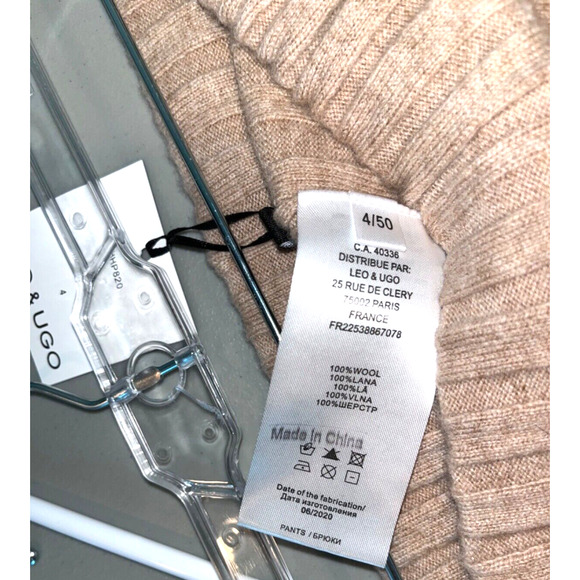 4/50
C.A. 40336
DISTRIBUE PAR:
LEO & UGO
25 RUE DE CLERY
75002 PARIS
FRANCE
FR22538867078
100%WOOL
100%LANA
100%LÃ
100%VLNA
100%ШЕРСТР
Made in China
Date of the fabrication/
Дата изготовления
06/2020
PANTS / БРЮКИ
& UGO
4